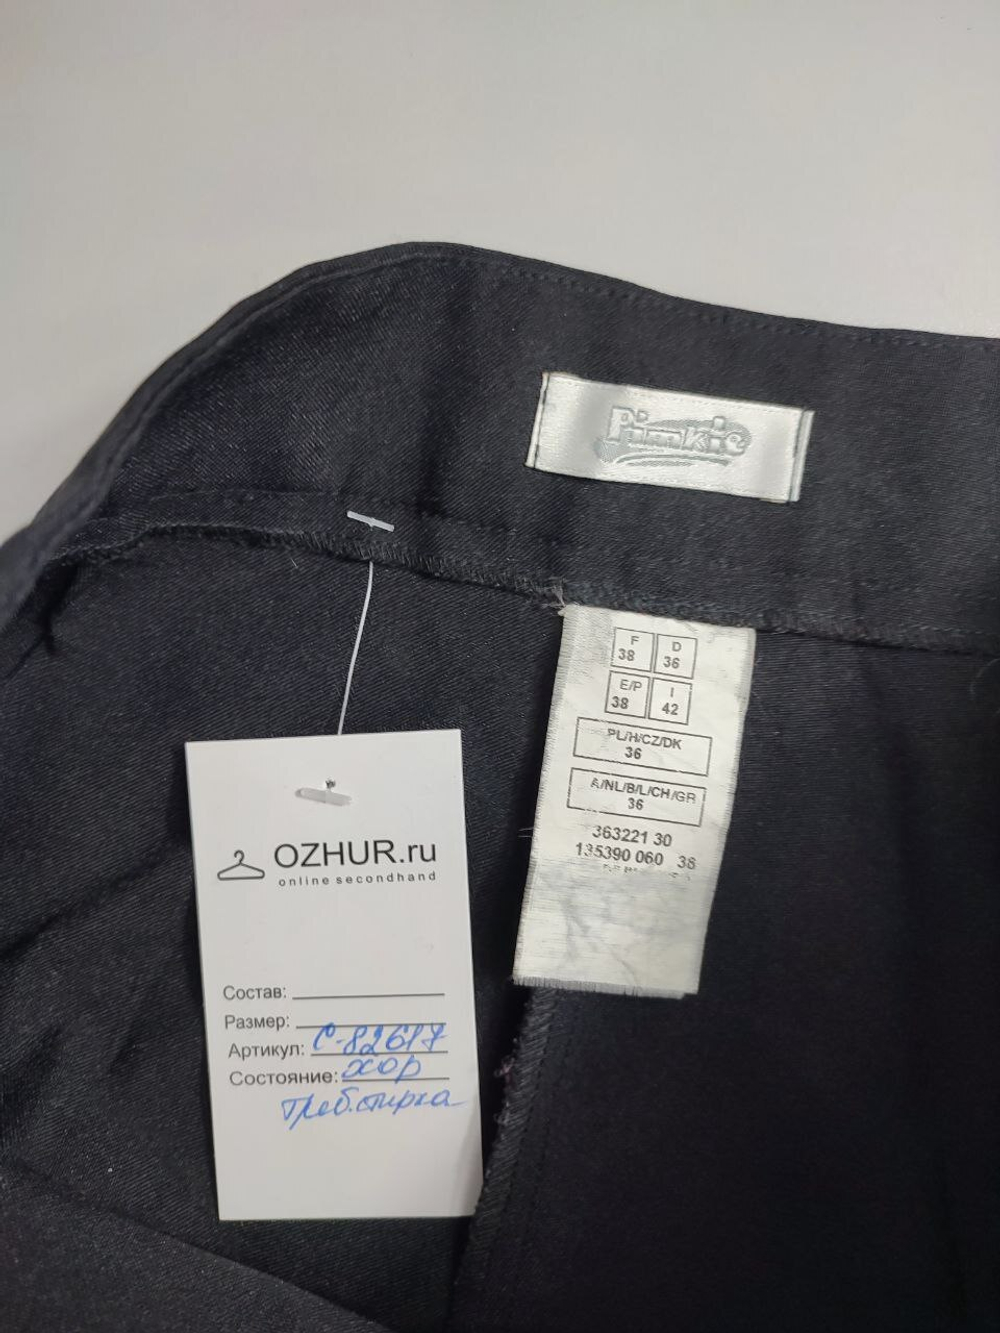 Pimkie
F
38
D
36
E/P
38
I
42
PL/H/CZ/DK
36
A/NL/B/L/CH/GR
36
363221 30
135390 060 38
OZHUR.ru
online secondhand
Состав:
Размер:
Артикул: С-82617
Состояние: хор
треб. стирка